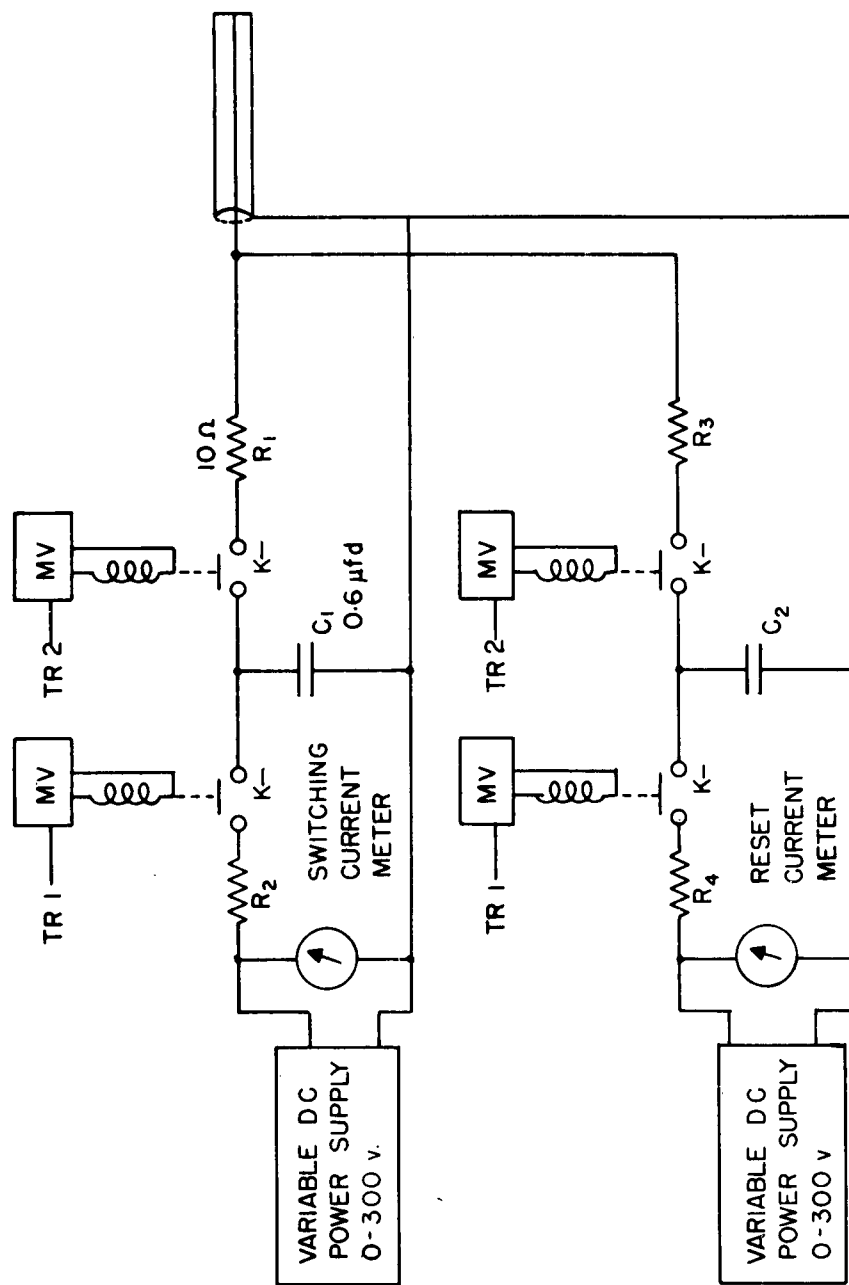 TR 1
MV
TR 2
MV
R2
K-
K-
10 Ω
R1
VARIABLE DC
POWER SUPPLY
0-300 v.
SWITCHING
CURRENT
METER
C1
0.6 µfd
TR 1
MV
TR 2
MV
R4
K-
K-
R3
VARIABLE DC
POWER SUPPLY
0-300 v
RESET
CURRENT
METER
C2